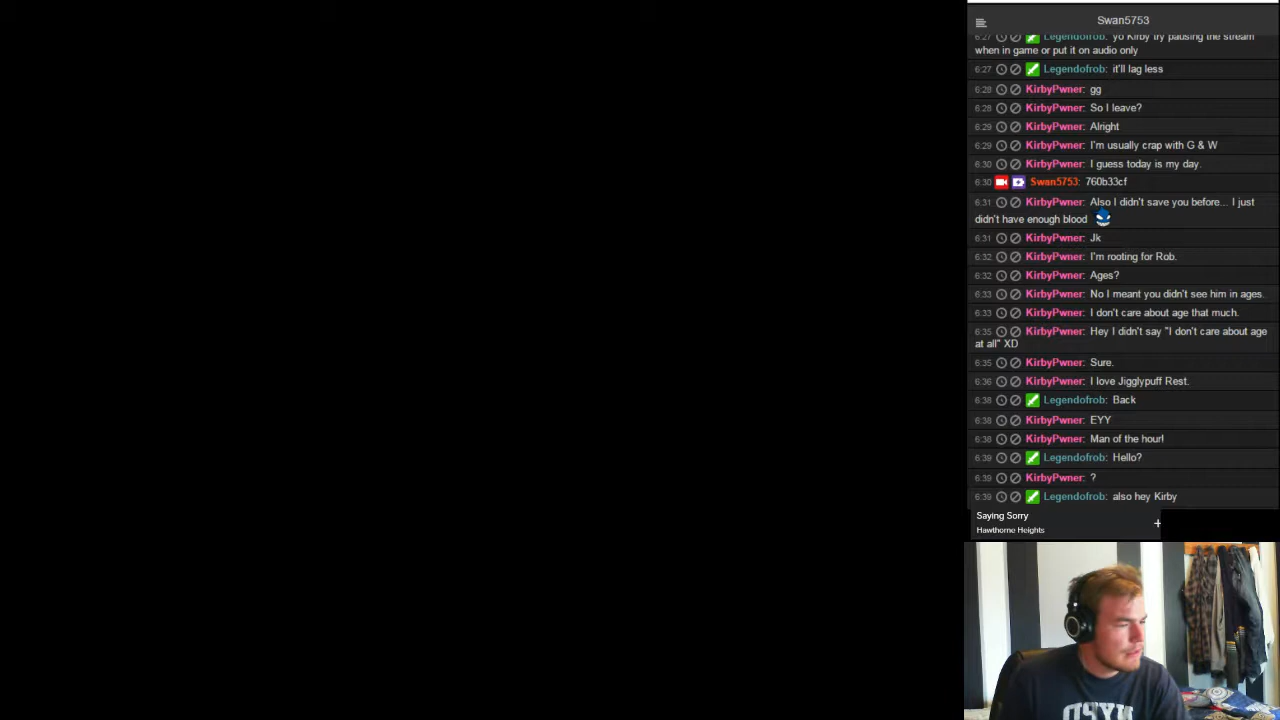 Swan5753
6:27 Legendofrob: yo Kirby try pausing the stream
when in game or put it on audio only
6:27 Legendofrob: it'll lag less
6:28 KirbyPwner: gg
6:28 KirbyPwner: So I leave?
6:29 KirbyPwner: Alright
6:29 KirbyPwner: I'm usually crap with G & W
6:30 KirbyPwner: I guess today is my day.
6:30 Swan5753: 760b33cf
6:31 KirbyPwner: Also I didn't save you before... I just
didn't have enough blood
6:31 KirbyPwner: Jk
6:32 KirbyPwner: I'm rooting for Rob.
6:32 KirbyPwner: Ages?
6:33 KirbyPwner: No I meant you didn't see him in ages.
6:33 KirbyPwner: I don't care about age that much.
6:35 KirbyPwner: Hey I didn't say "I don't care about age
at all" XD
6:35 KirbyPwner: Sure.
6:36 KirbyPwner: I love Jigglypuff Rest.
6:38 Legendofrob: Back
6:38 KirbyPwner: EYY
6:38 KirbyPwner: Man of the hour!
6:39 Legendofrob: Hello?
6:39 KirbyPwner: ?
6:39 Legendofrob: also hey Kirby
Saying Sorry
Hawthorne Heights
+